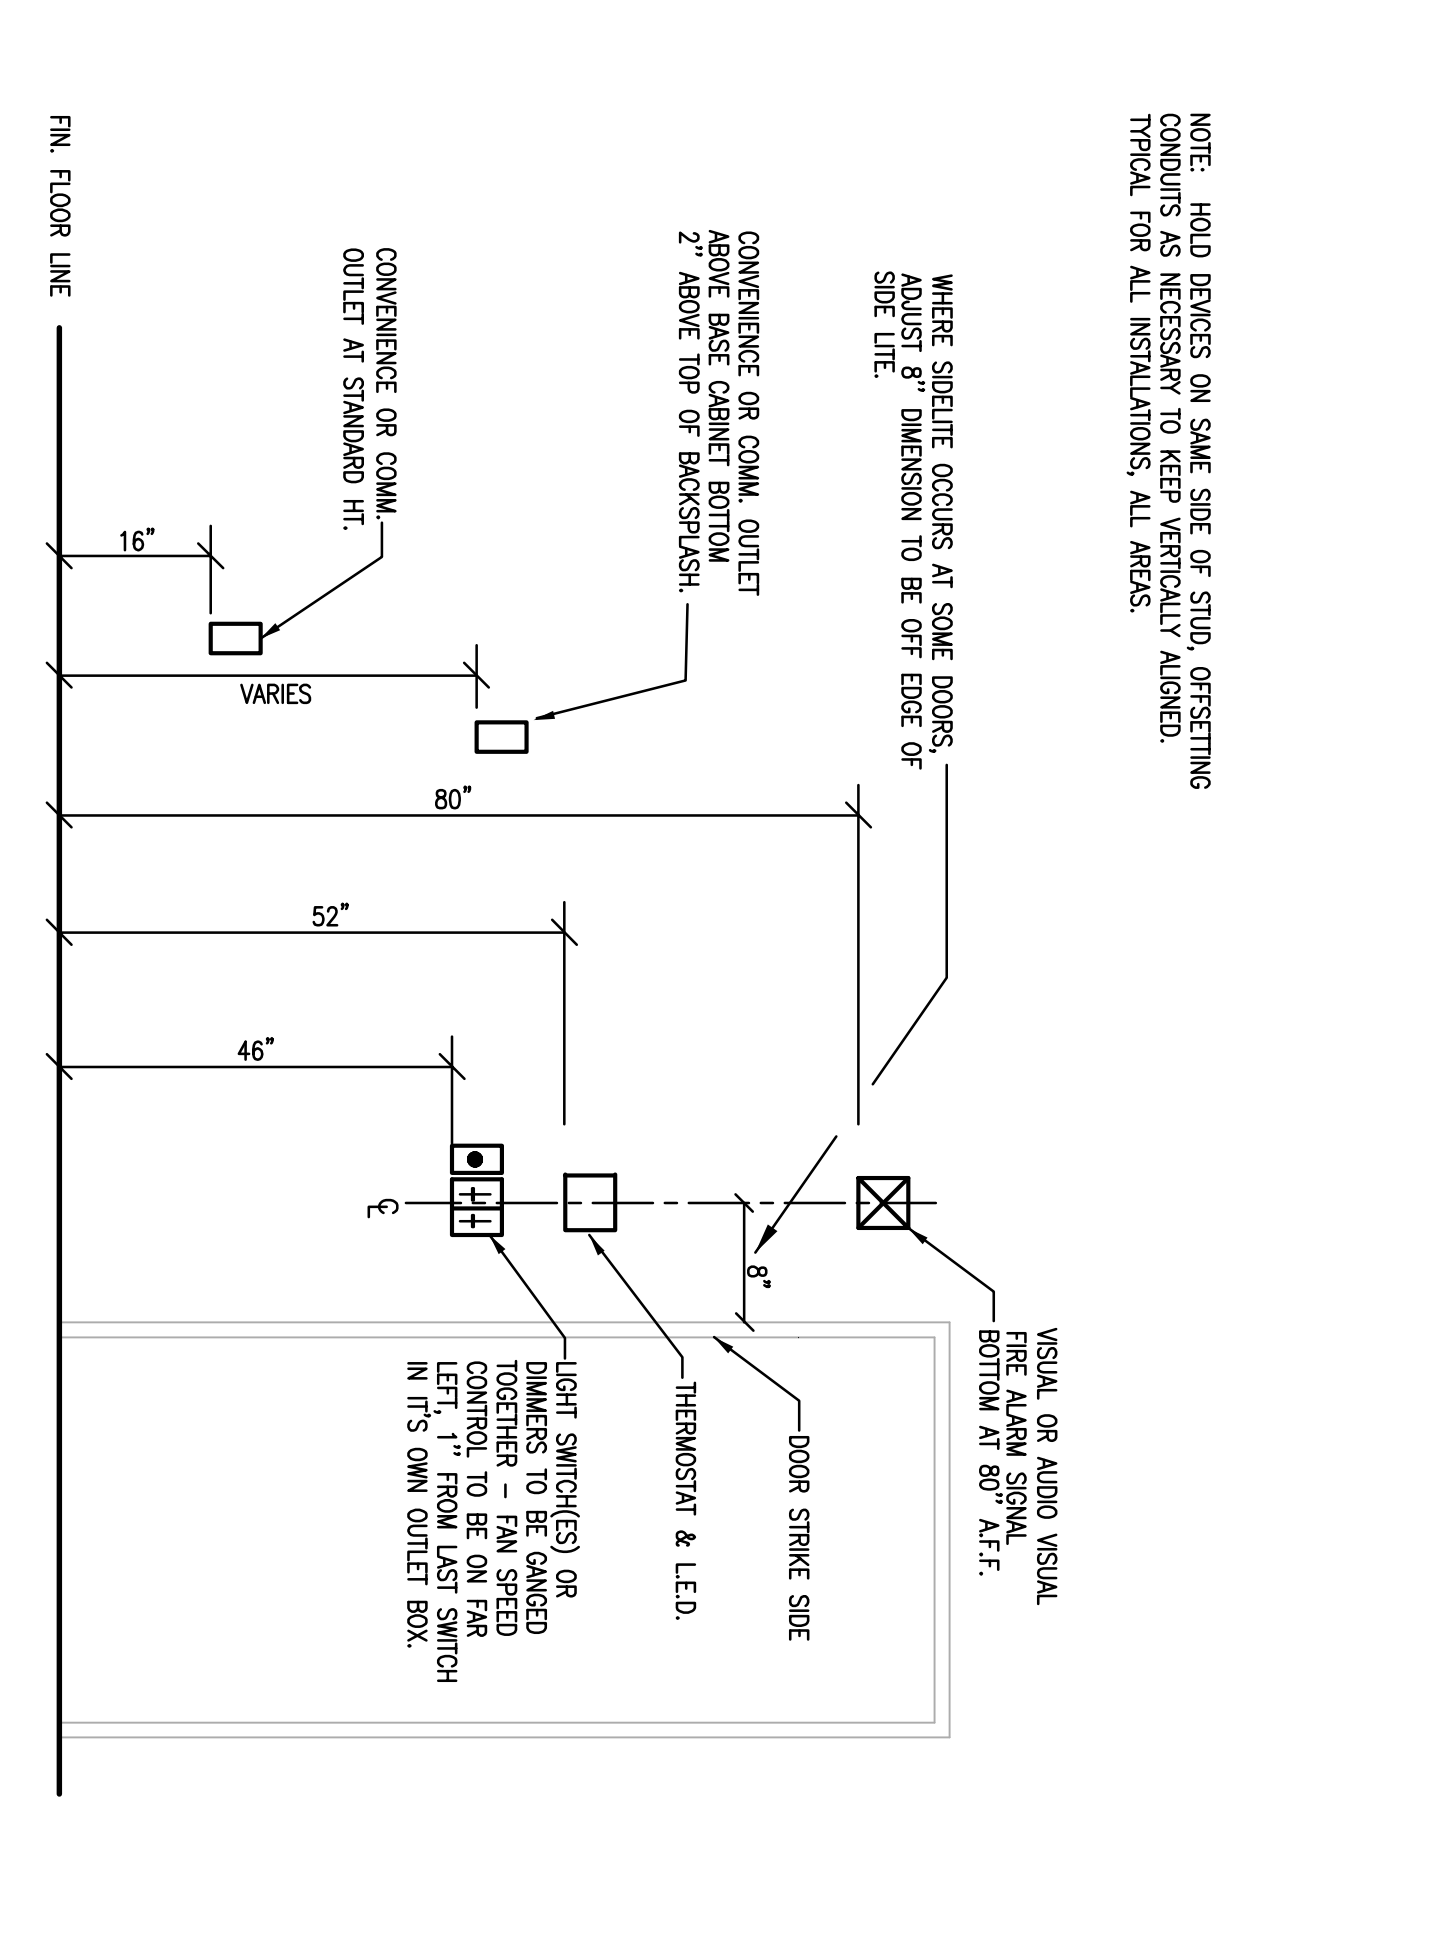 NOTE:  HOLD DEVICES ON SAME SIDE OF STUD, OFFSETTING
CONDUITS AS NECESSARY TO KEEP VERTICALLY ALIGNED.
TYPICAL FOR ALL INSTALLATIONS, ALL AREAS.
VISUAL OR AUDIO VISUAL
FIRE ALARM SIGNAL
BOTTOM AT 80" A.F.F.
WHERE SIDELITE OCCURS AT SOME DOORS,
ADJUST 8" DIMENSION TO BE OFF EDGE OF
SIDE LITE.
8"
DOOR STRIKE SIDE
CONVENIENCE OR COMM. OUTLET
ABOVE BASE CABINET BOTTOM
2" ABOVE TOP OF BACKSPLASH.
THERMOSTAT & L.E.D.
LIGHT SWITCH(ES) OR
DIMMERS TO BE GANGED
TOGETHER - FAN SPEED
CONTROL TO BE ON FAR
LEFT, 1" FROM LAST SWITCH
IN IT'S OWN OUTLET BOX.
CONVENIENCE OR COMM.
OUTLET AT STANDARD HT.
CL
16"
VARIES
80"
52"
46"
FIN. FLOOR LINE